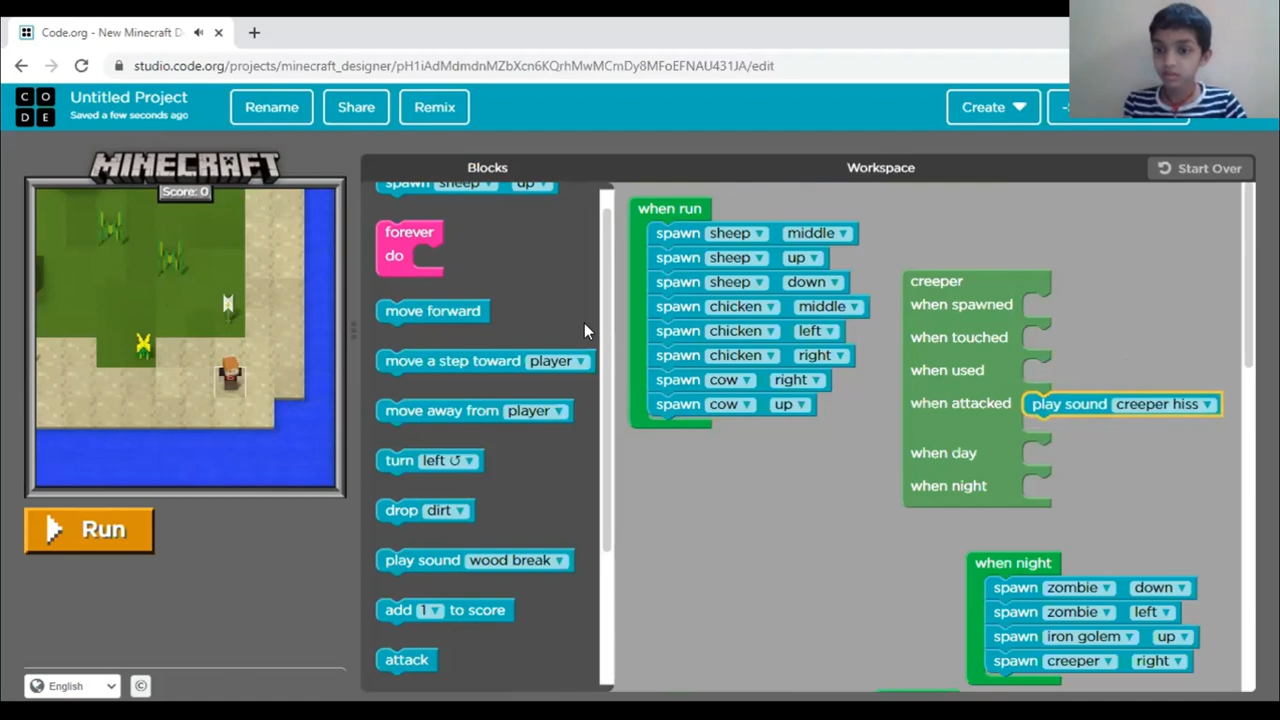 Code.org - New Minecraft D
studio.code.org/projects/minecraft_designer/pH1iAdMdmdnMZbXcn6KQrhMwMCmDy8MFoEFNAU431JA/edit
CO
DE
Untitled Project
Saved a few seconds ago
Rename
Share
Remix
Create
MINECRAFT
Score: 0
Run
English
©
Blocks
spawn sheep up
forever
do
move forward
move a step toward player
move away from player
turn left
drop dirt
play sound wood break
add 1 to score
attack
Workspace
Start Over
when run
spawn sheep middle
spawn sheep up
spawn sheep down
spawn chicken middle
spawn chicken left
spawn chicken right
spawn cow right
spawn cow up
creeper
when spawned
when touched
when used
when attacked play sound creeper hiss
when day
when night
when night
spawn zombie down
spawn zombie left
spawn iron golem up
spawn creeper right